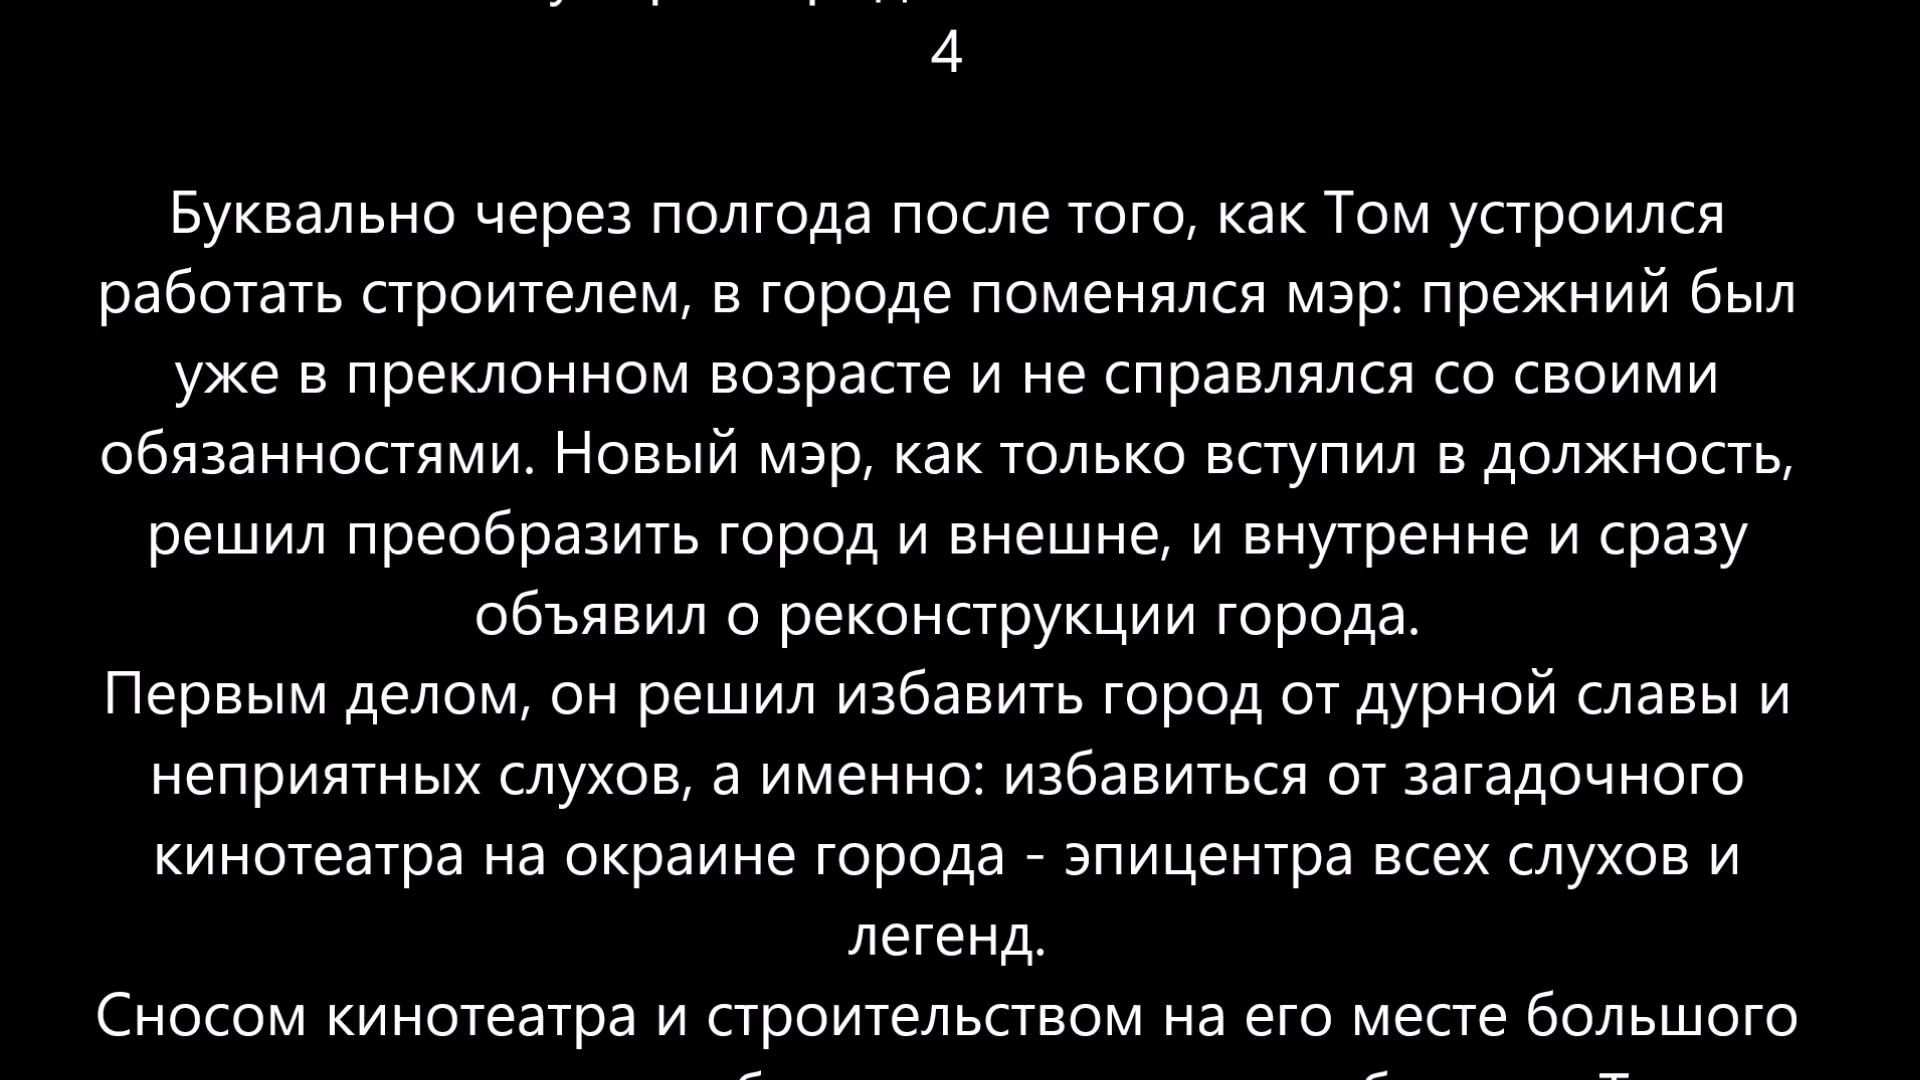 4
Буквально через полгода после того, как Том устроился
работать строителем, в городе поменялся мэр: прежний был
уже в преклонном возрасте и не справлялся со своими
обязанностями. Новый мэр, как только вступил в должность,
решил преобразить город и внешне, и внутренне и сразу
объявил о реконструкции города.
Первым делом, он решил избавить город от дурной славы и
неприятных слухов, а именно: избавиться от загадочного
кинотеатра на окраине города - эпицентра всех слухов и
легенд.
Сносом кинотеатра и строительством на его месте большого